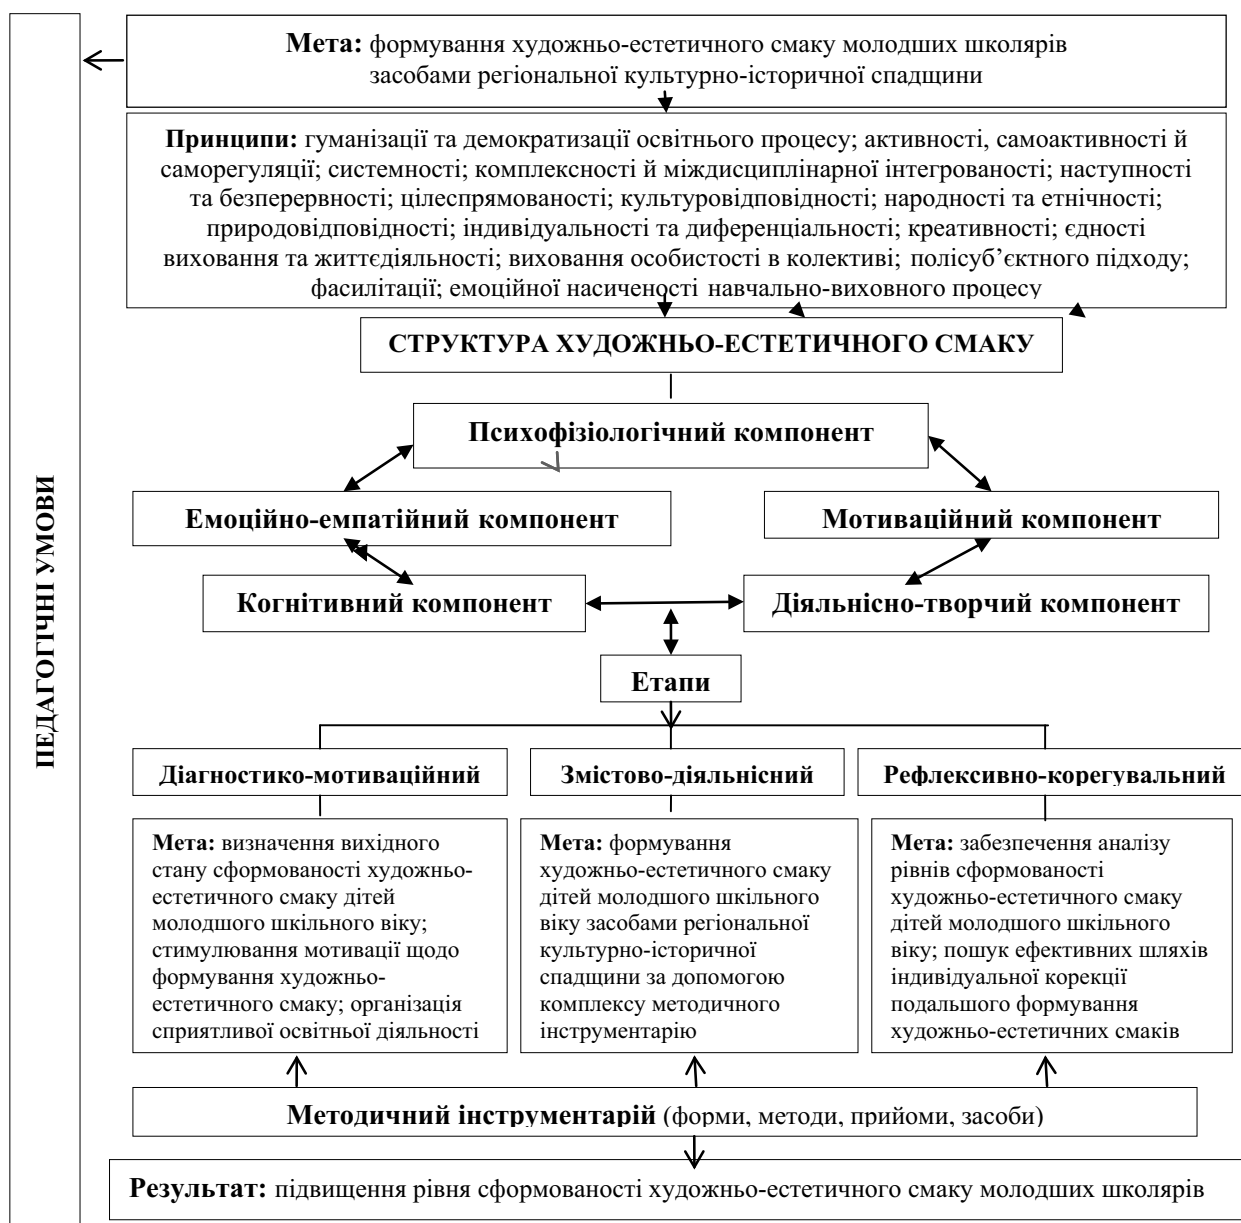 ПЕДАГОГІЧНІ УМОВИ
Мета: формування художньо-естетичного смаку молодших школярів
засобами регіональної культурно-історичної спадщини
Принципи: гуманізації та демократизації освітнього процесу; активності, самоактивності й
саморегуляції; системності; комплексності й міждисциплінарної інтегрованості; наступності
та безперервності; цілеспрямованості; культуровідповідності; народності та етнічності;
природовідповідності; індивідуальності та диференціальності; креативності; єдності
виховання та життєдіяльності; виховання особистості в колективі; полісуб’єктного підходу;
фасилітації; емоційної насиченості навчально-виховного процесу
СТРУКТУРА ХУДОЖНЬО-ЕСТЕТИЧНОГО СМАКУ
Психофізіологічний компонент
Емоційно-емпатійний компонент
Мотиваційний компонент
Когнітивний компонент
Діяльнісно-творчий компонент
Етапи
Діагностико-мотиваційний
Змістово-діяльнісний
Рефлексивно-корегувальний
Мета: визначення вихідного
стану сформованості художньо-
естетичного смаку дітей
молодшого шкільного віку;
стимулювання мотивації щодо
формування художньо-
естетичного смаку; організація
сприятливої освітньої діяльності
Мета: формування
художньо-естетичного смаку
дітей молодшого шкільного
віку засобами регіональної
культурно-історичної
спадщини за допомогою
комплексу методичного
інструментарію
Мета: забезпечення аналізу
рівнів сформованості
художньо-естетичного смаку
дітей молодшого шкільного
віку; пошук ефективних шляхів
індивідуальної корекції
подальшого формування
художньо-естетичних смаків
Методичний інструментарій (форми, методи, прийоми, засоби)
Результат: підвищення рівня сформованості художньо-естетичного смаку молодших школярів